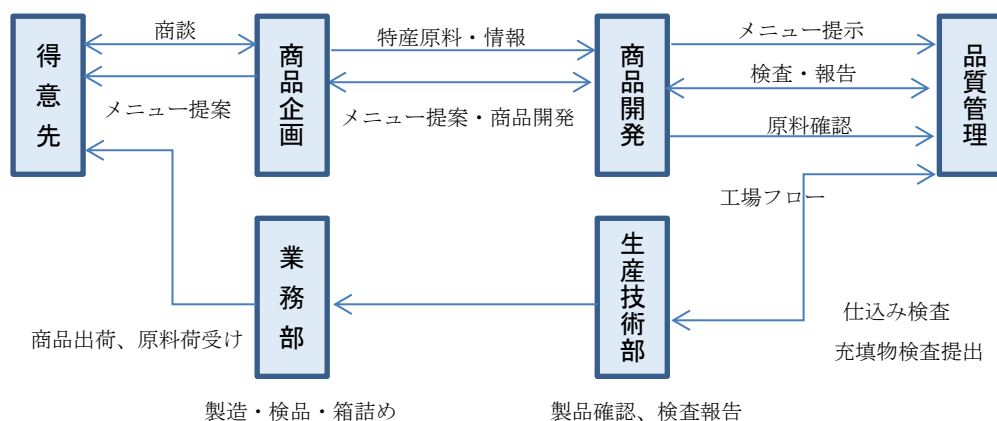 商談
特産原料・情報
メニュー提示
得意先
商品企画
商品開発
品質管理
検査・報告
メニュー提案
メニュー提案・商品開発
原料確認
工場フロー
業務部
生産技術部
商品出荷、原料荷受け
仕込み検査
充填物検査提出
製造・検品・箱詰め
製品確認、検査報告